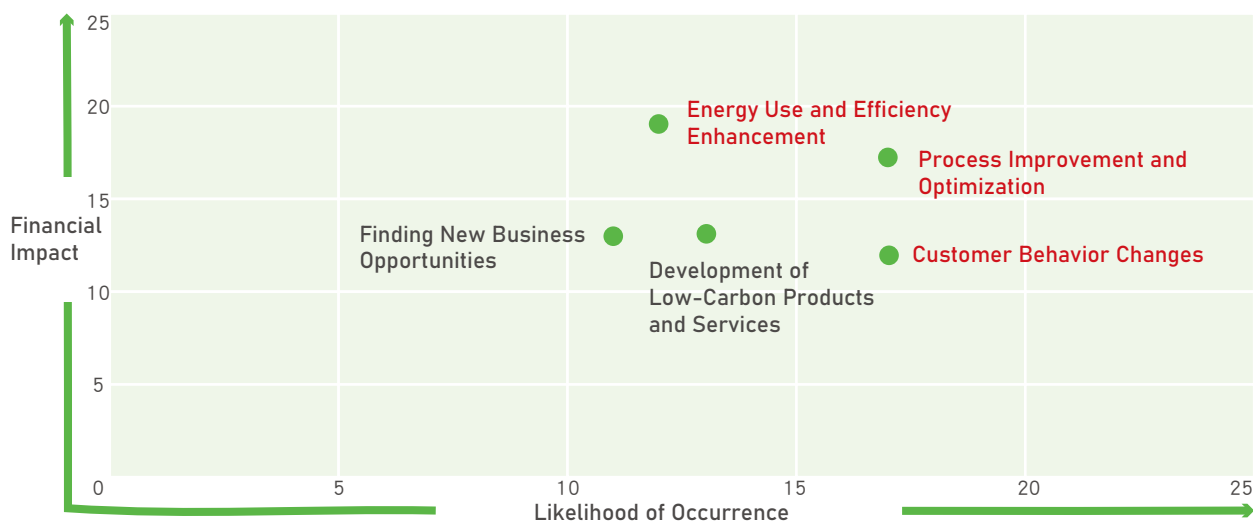 25
20
Energy Use and Efficiency
Enhancement
Process Improvement and
Optimization
15
Financial
Impact
Finding New Business
Opportunities
Customer Behavior Changes
Development of
Low-Carbon Products
and Services
10
5
0
5
10
15
20
25
Likelihood of Occurrence